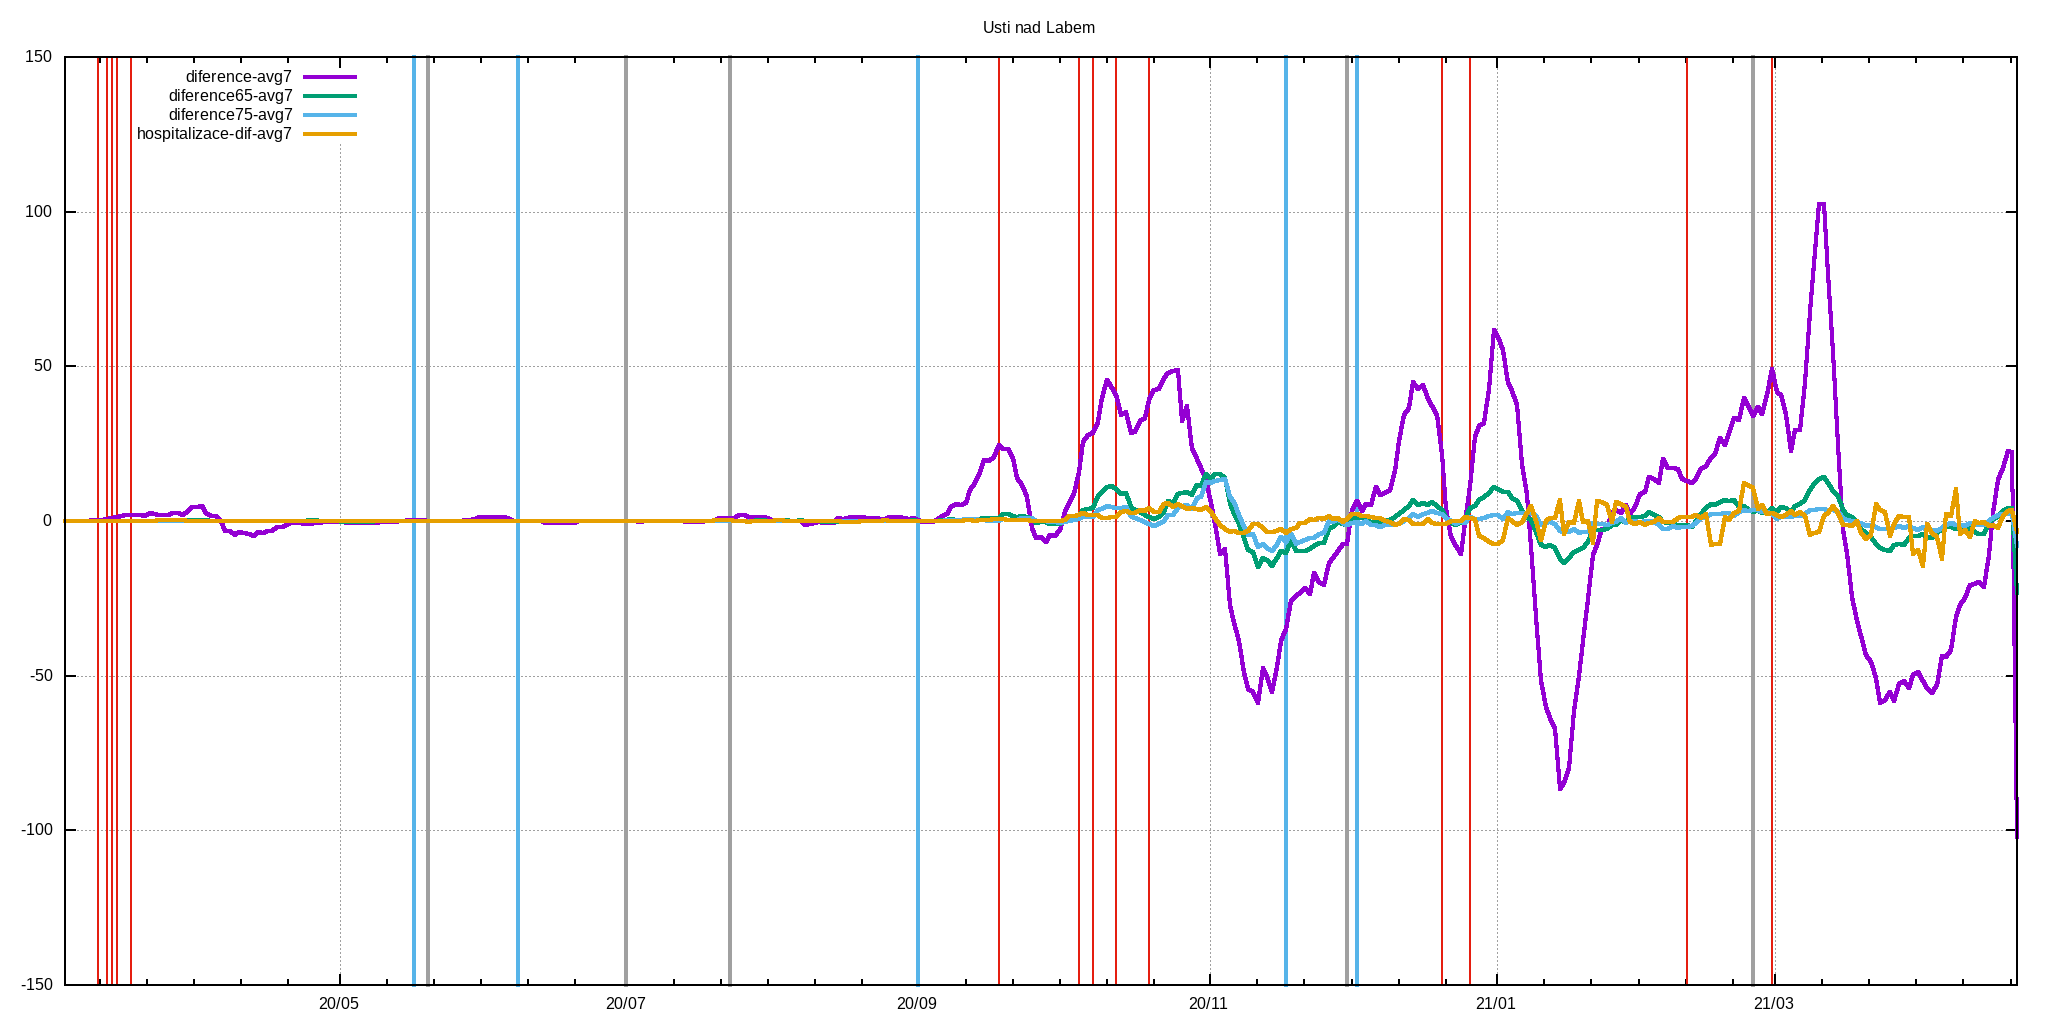 Usti nad Labem
150
diference-avg7
diference65-avg7
diference75-avg7
hospitalizace-dif-avg7
100
50
0
-50
-100
-150
20/05 20/07 20/09 20/11 21/01 21/03